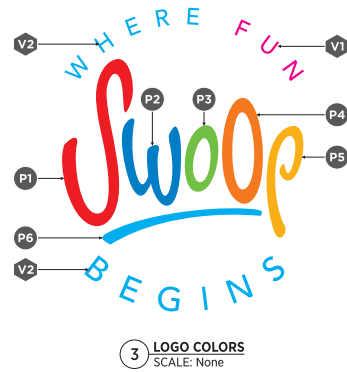 WHERE FUN
V2
V1
P2
P3
P4
Swoop
P5
P1
P6
V2
BEGINS
3 LOGO COLORS
SCALE: None